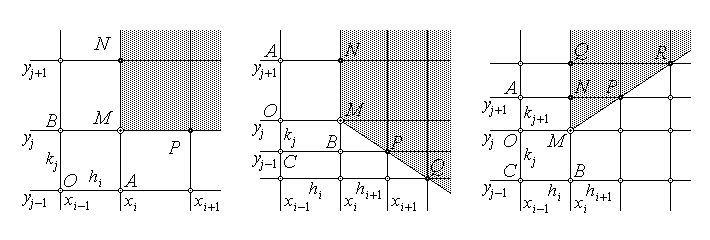 N
y_{j+1}
B
M
y_j
P
k_j
O
h_i
A
y_{j-1}
x_{i-1}
x_i
x_{i+1}
A
N
y_{j+1}
O
M
y_j
k_j
B
P
y_{j-1}
C
Q
h_i
h_{i+1}
x_{i-1}
x_i
x_{i+1}
Q
R
A
N
P
y_{j+1}
k_{j+1}
y_j
O
M
k_j
C
B
y_{j-1}
h_i
h_{i+1}
x_{i-1}
x_i